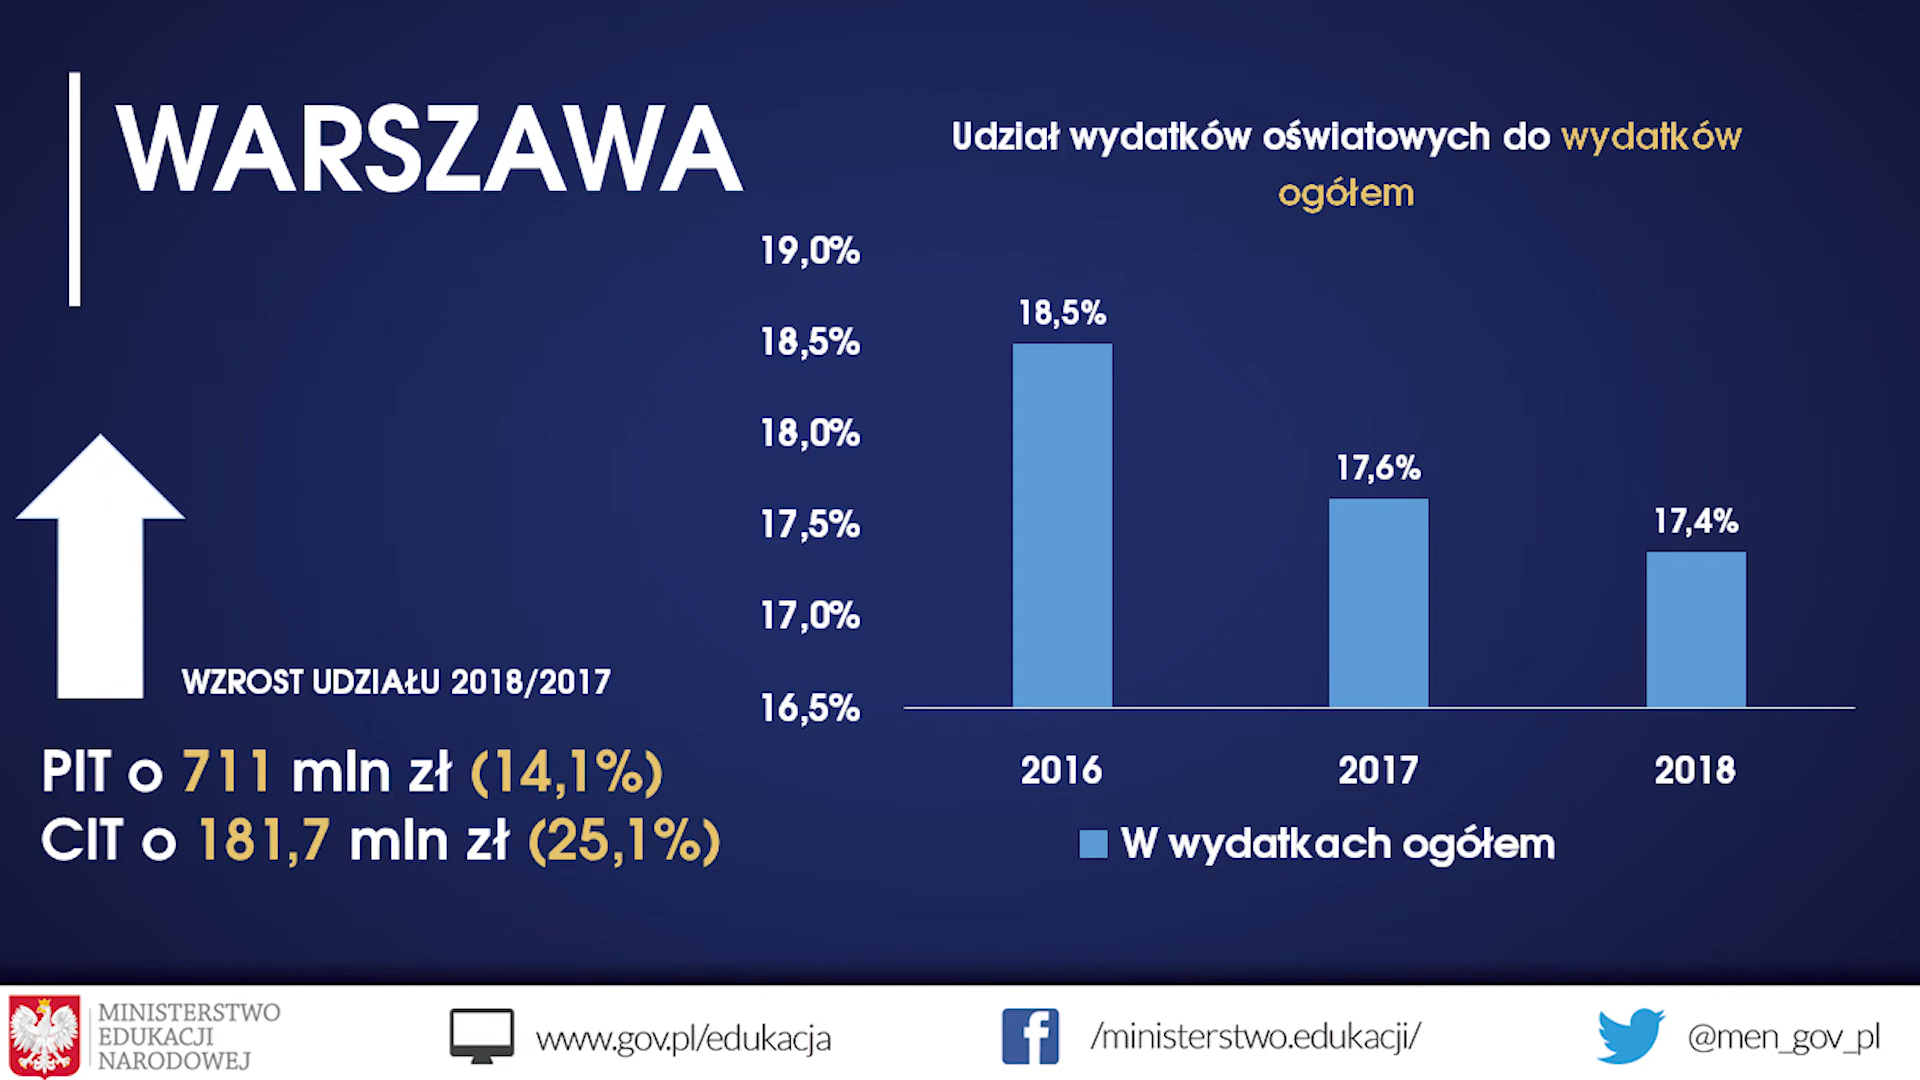 WARSZAWA
Udział wydatków oświatowych do wydatków
ogółem
19,0%
18,5%
18,0%
17,5%
17,0%
16,5%
18,5%
17,6%
17,4%
2016
2017
2018
W wydatkach ogółem
WZROST UDZIAŁU 2018/2017
PIT o 711 mln zł (14,1%)
CIT o 181,7 mln zł (25,1%)
MINISTERSTWO
EDUKACJI
NARODOWEJ
www.gov.pl/edukacja
/ministerstwo.edukacji/
@men_gov_pl